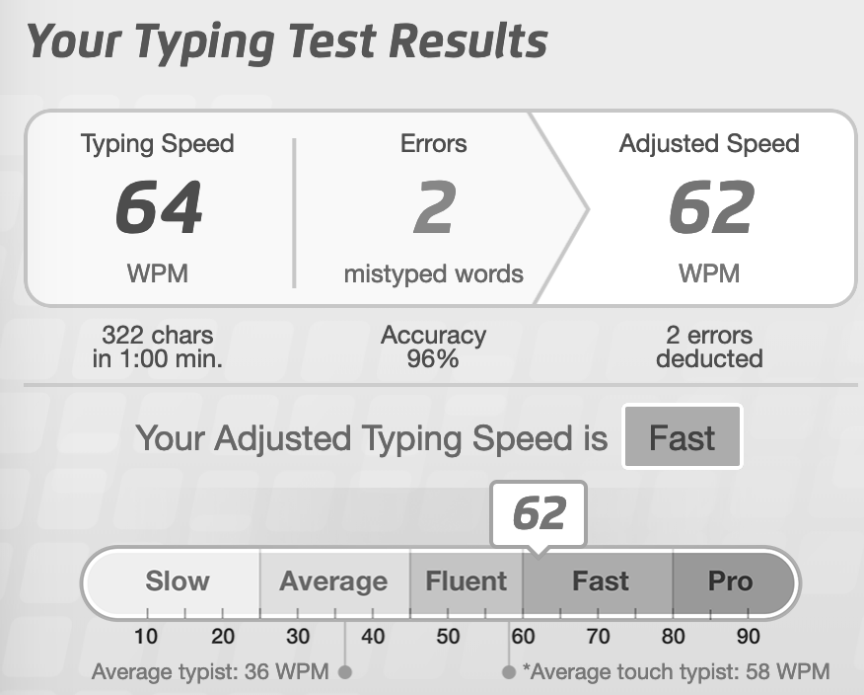 Your Typing Test Results
Typing Speed Errors Adjusted Speed
64 2 62
WPM mistyped words WPM
322 chars Accuracy 2 errors
in 1:00 min. 96% deducted
Your Adjusted Typing Speed is Fast
62
Slow Average Fluent Fast Pro
10 20 30 40 50 60 70 80 90
Average typist: 36 WPM *Average touch typist: 58 WPM